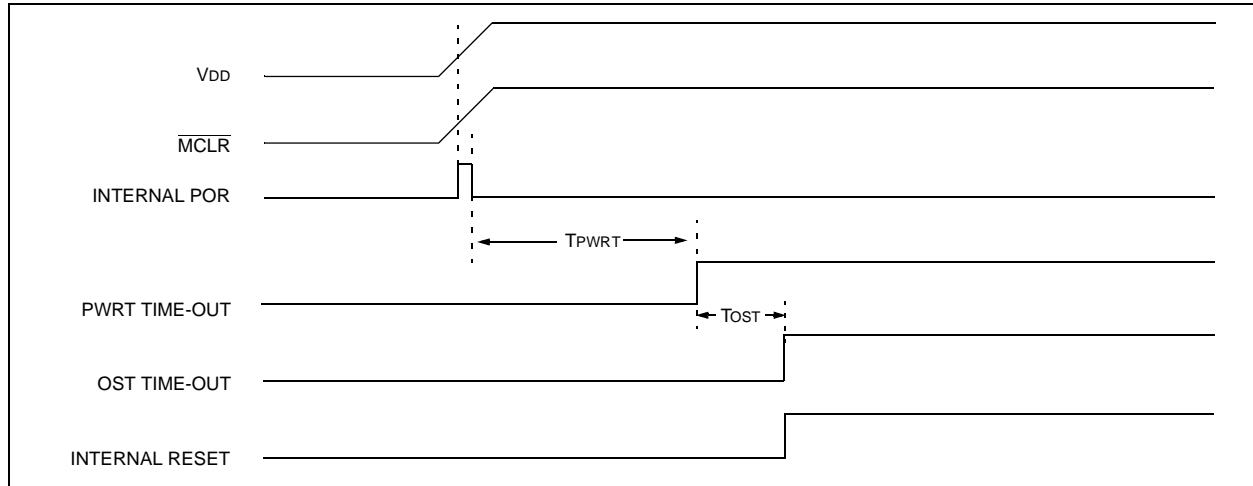 VDD
MCLR
INTERNAL POR
TPWRT
PWRT TIME-OUT
TOST
OST TIME-OUT
INTERNAL RESET